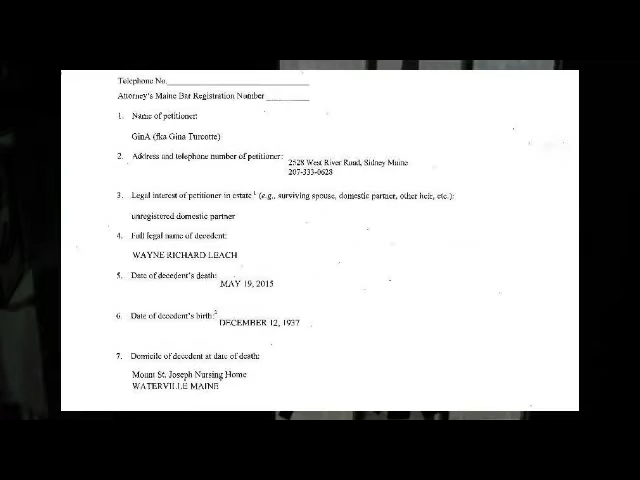 Telephone No.
Attorney's Maine Bar Registration Number
1. Name of petitioner:
GinA (fka Gina Turcotte)
2. Address and telephone number of petitioner:
2528 West River Road, Sidney Maine
207-333-0628
3. Legal interest of petitioner in estate¹ (e.g., surviving spouse, domestic partner, other heir, etc.):
unregistered domestic partner
4. Full legal name of decedent:
WAYNE RICHARD LEACH
5. Date of decedent's death:
MAY 19, 2015
6. Date of decedent's birth:²
DECEMBER 12, 1937
7. Domicile of decedent at date of death:
Mount St. Joseph Nursing Home
WATERVILLE MAINE